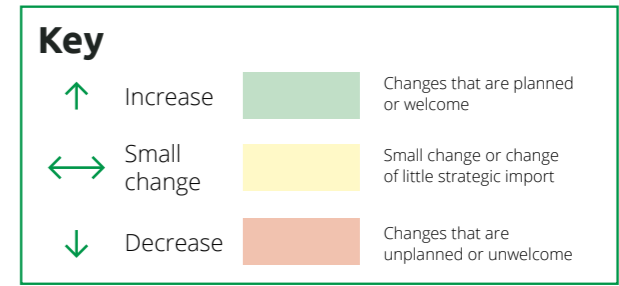 Key
Increase
Changes that are planned
or welcome
Small
change
Small change or change
of little strategic import
Decrease
Changes that are
unplanned or unwelcome